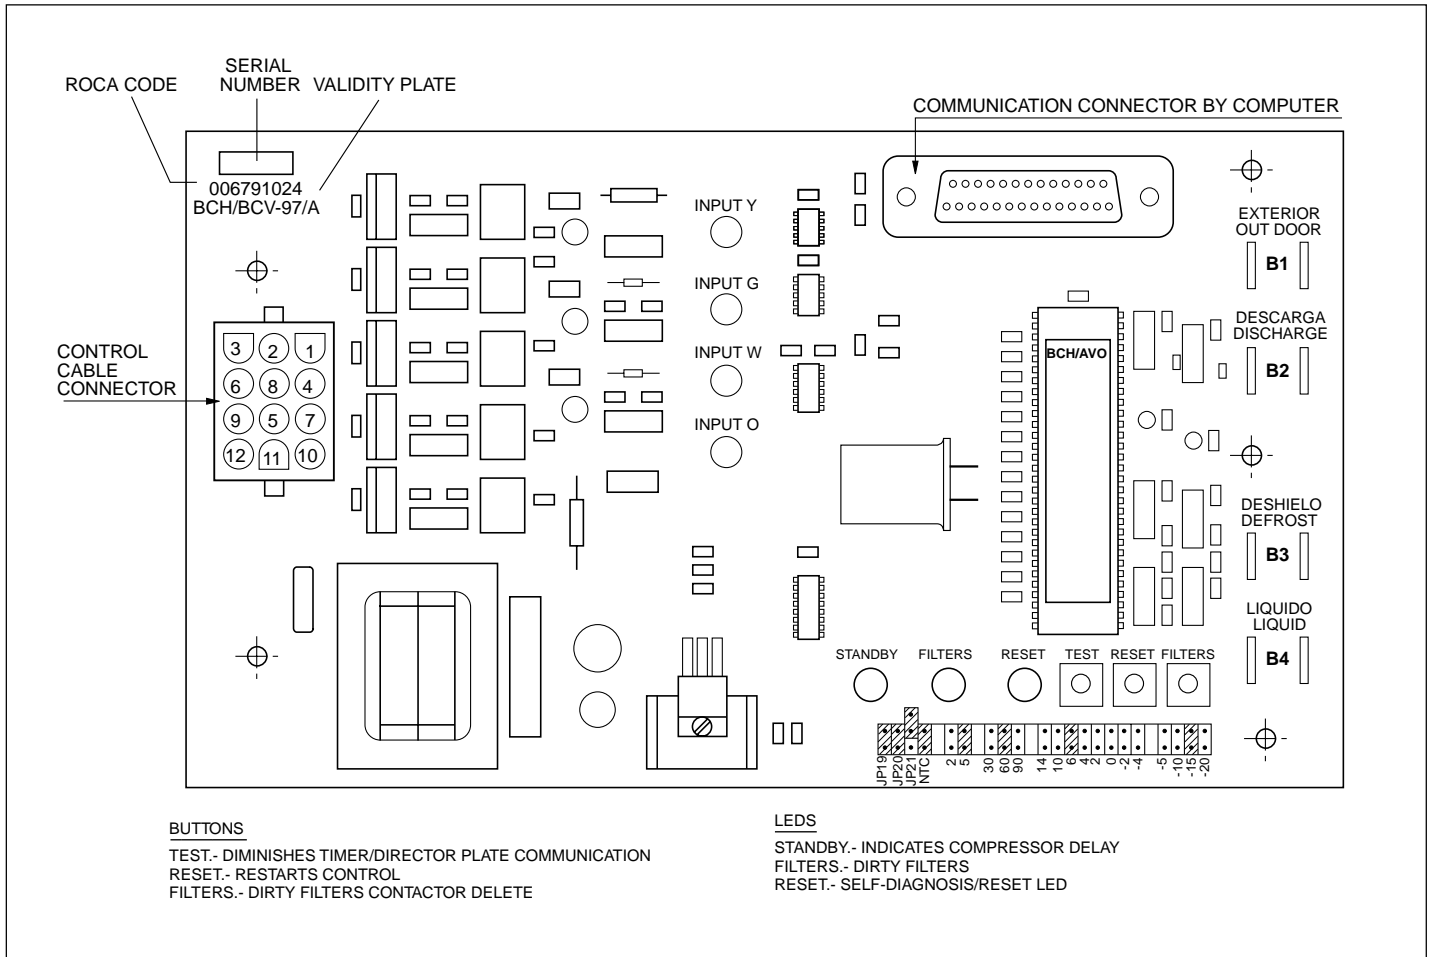 SERIAL
NUMBER
ROCA CODE
VALIDITY PLATE
COMMUNICATION CONNECTOR BY COMPUTER
006791024
BCH/BCV-97/A
INPUT Y
INPUT G
INPUT W
INPUT O
EXTERIOR
OUT DOOR
B1
DESCARGA
DISCHARGE
B2
DESHIELO
DEFROST
B3
LIQUIDO
LIQUID
B4
BCH/AVO
CONTROL
CABLE
CONNECTOR
3 2 1
6 8 4
9 5 7
12 11 10
STANDBY FILTERS RESET TEST RESET FILTERS
JP19 JP20 JP21 NTC 2 5 30 60 90 14 10 6 4 2 0 -2 -4 -5 -10 -15 -20
BUTTONS
TEST.- DIMINISHES TIMER/DIRECTOR PLATE COMMUNICATION
RESET.- RESTARTS CONTROL
FILTERS.- DIRTY FILTERS CONTACTOR DELETE
LEDS
STANDBY.- INDICATES COMPRESSOR DELAY
FILTERS.- DIRTY FILTERS
RESET.- SELF-DIAGNOSIS/RESET LED